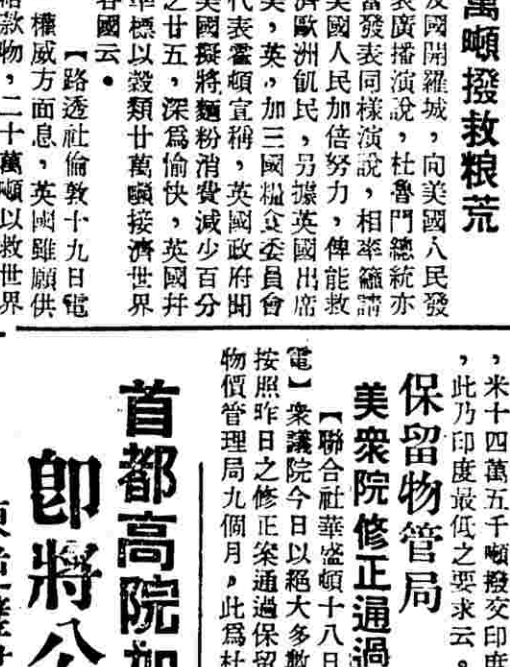 萬噸撥救粮荒
及國開羅城，向美國人民發
表廣播演說，杜魯門總統亦
當發表同樣演說，相率籲請
美國人民加倍努力，俾能救
濟歐洲飢民，另據英國出席
美，英，加三國糧食委員會
代表霍頓宣稱，英國政府聞
美國擬將麵粉消費減少百分
之廿五，深爲愉快，英國幷
標以穀類廿萬噸接濟世界
各國云。
【路透社倫敦十九日電
權威方面息，英國雖願供
給款物，二十萬噸以救世界
，米十四萬五千噸撥交印度
，此乃印度最低之要求云
保留物管局
美衆院修正通過
【聯合社華盛頓十八日
電】衆議院今日以絕大多數
按照昨日之修正案通過保留
物價管理局九個月，此爲杜
首都高院
卽將公